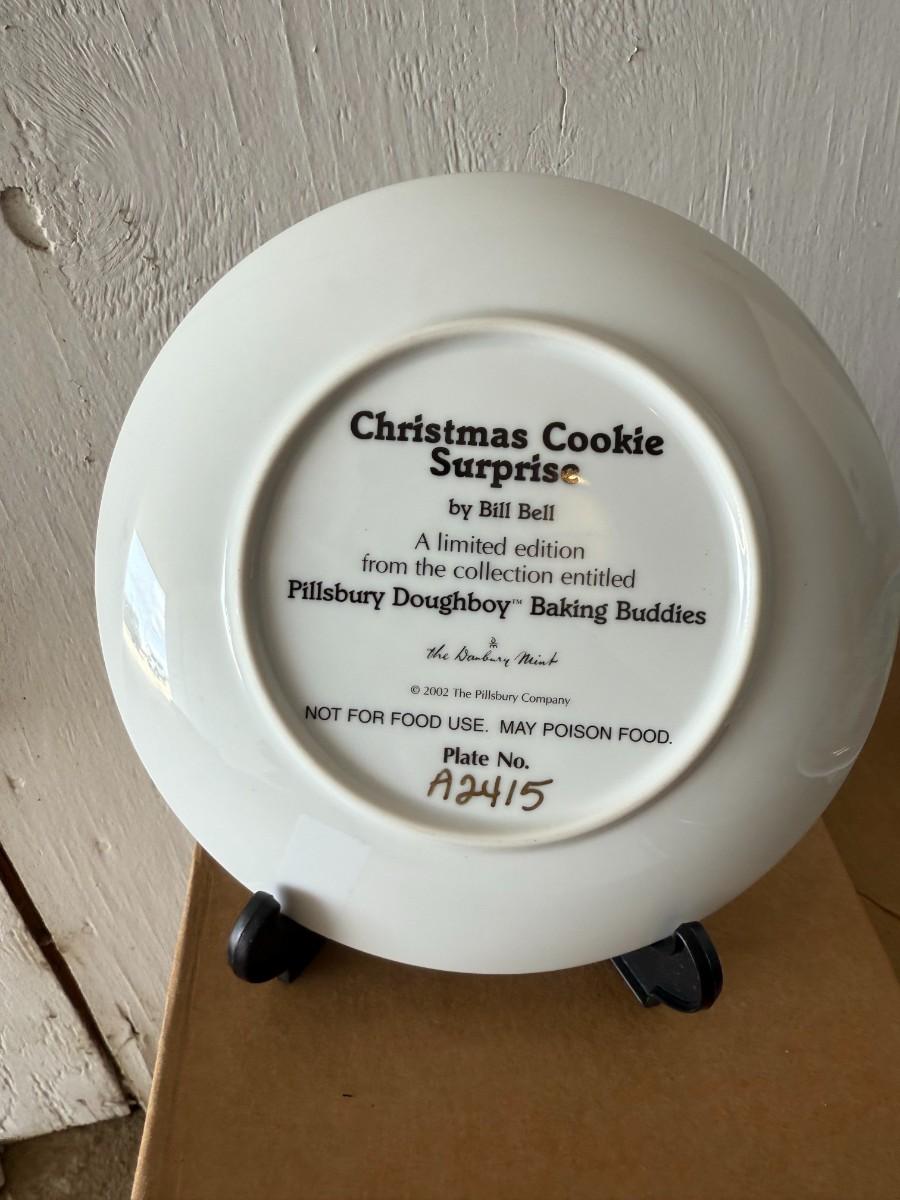 Christmas Cookie
Surprise
by Bill Bell
A limited edition
from the collection entitled
Pillsbury Doughboy™ Baking Buddies
the Danbury Mint
© 2002 The Pillsbury Company
NOT FOR FOOD USE. MAY POISON FOOD.
Plate No.
A2415